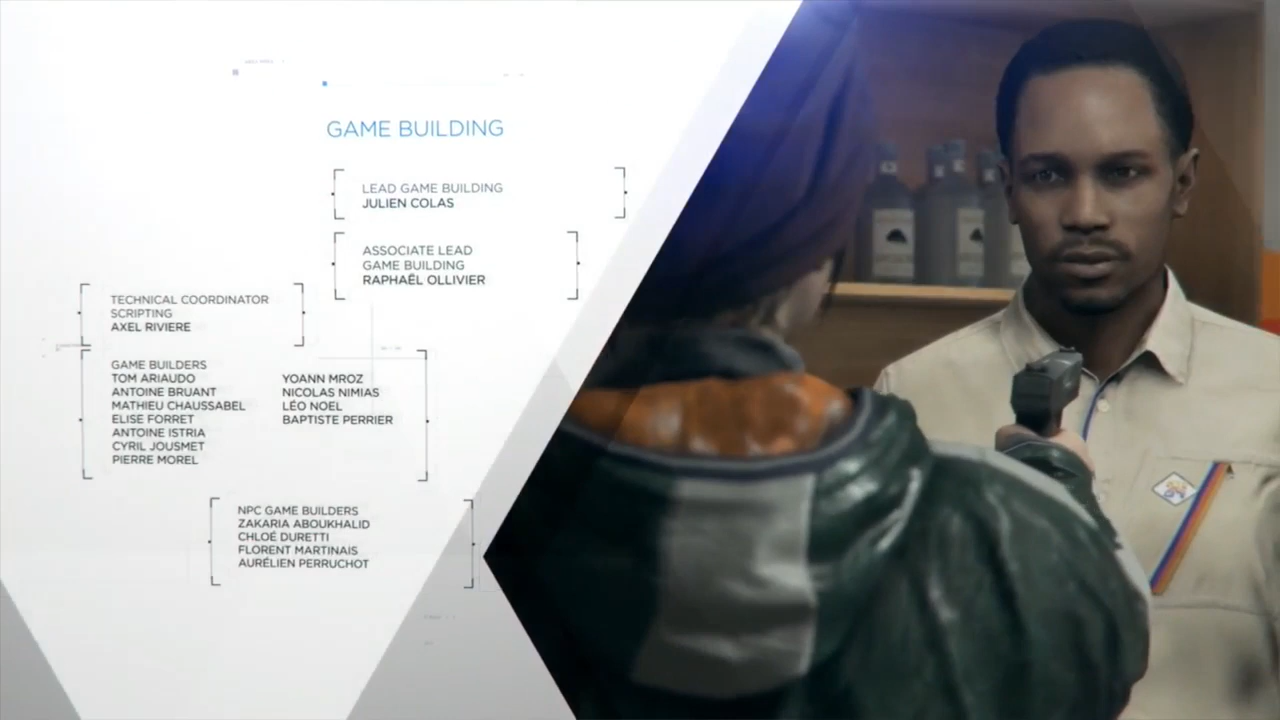 GAME BUILDING
LEAD GAME BUILDING
JULIEN COLAS
ASSOCIATE LEAD
GAME BUILDING
RAPHAËL OLLIVIER
TECHNICAL COORDINATOR
SCRIPTING
AXEL RIVIERE
GAME BUILDERS
TOM ARIAUDO
ANTOINE BRUANT
MATHIEU CHAUSSABEL
ELISE FORRET
ANTOINE ISTRIA
CYRIL JOUSMET
PIERRE MOREL
YOANN MROZ
NICOLAS NIMIAS
LÉO NOEL
BAPTISTE PERRIER
NPC GAME BUILDERS
ZAKARIA ABOUKHALID
CHLOÉ DURETTI
FLORENT MARTINAIS
AURÉLIEN PERRUCHOT